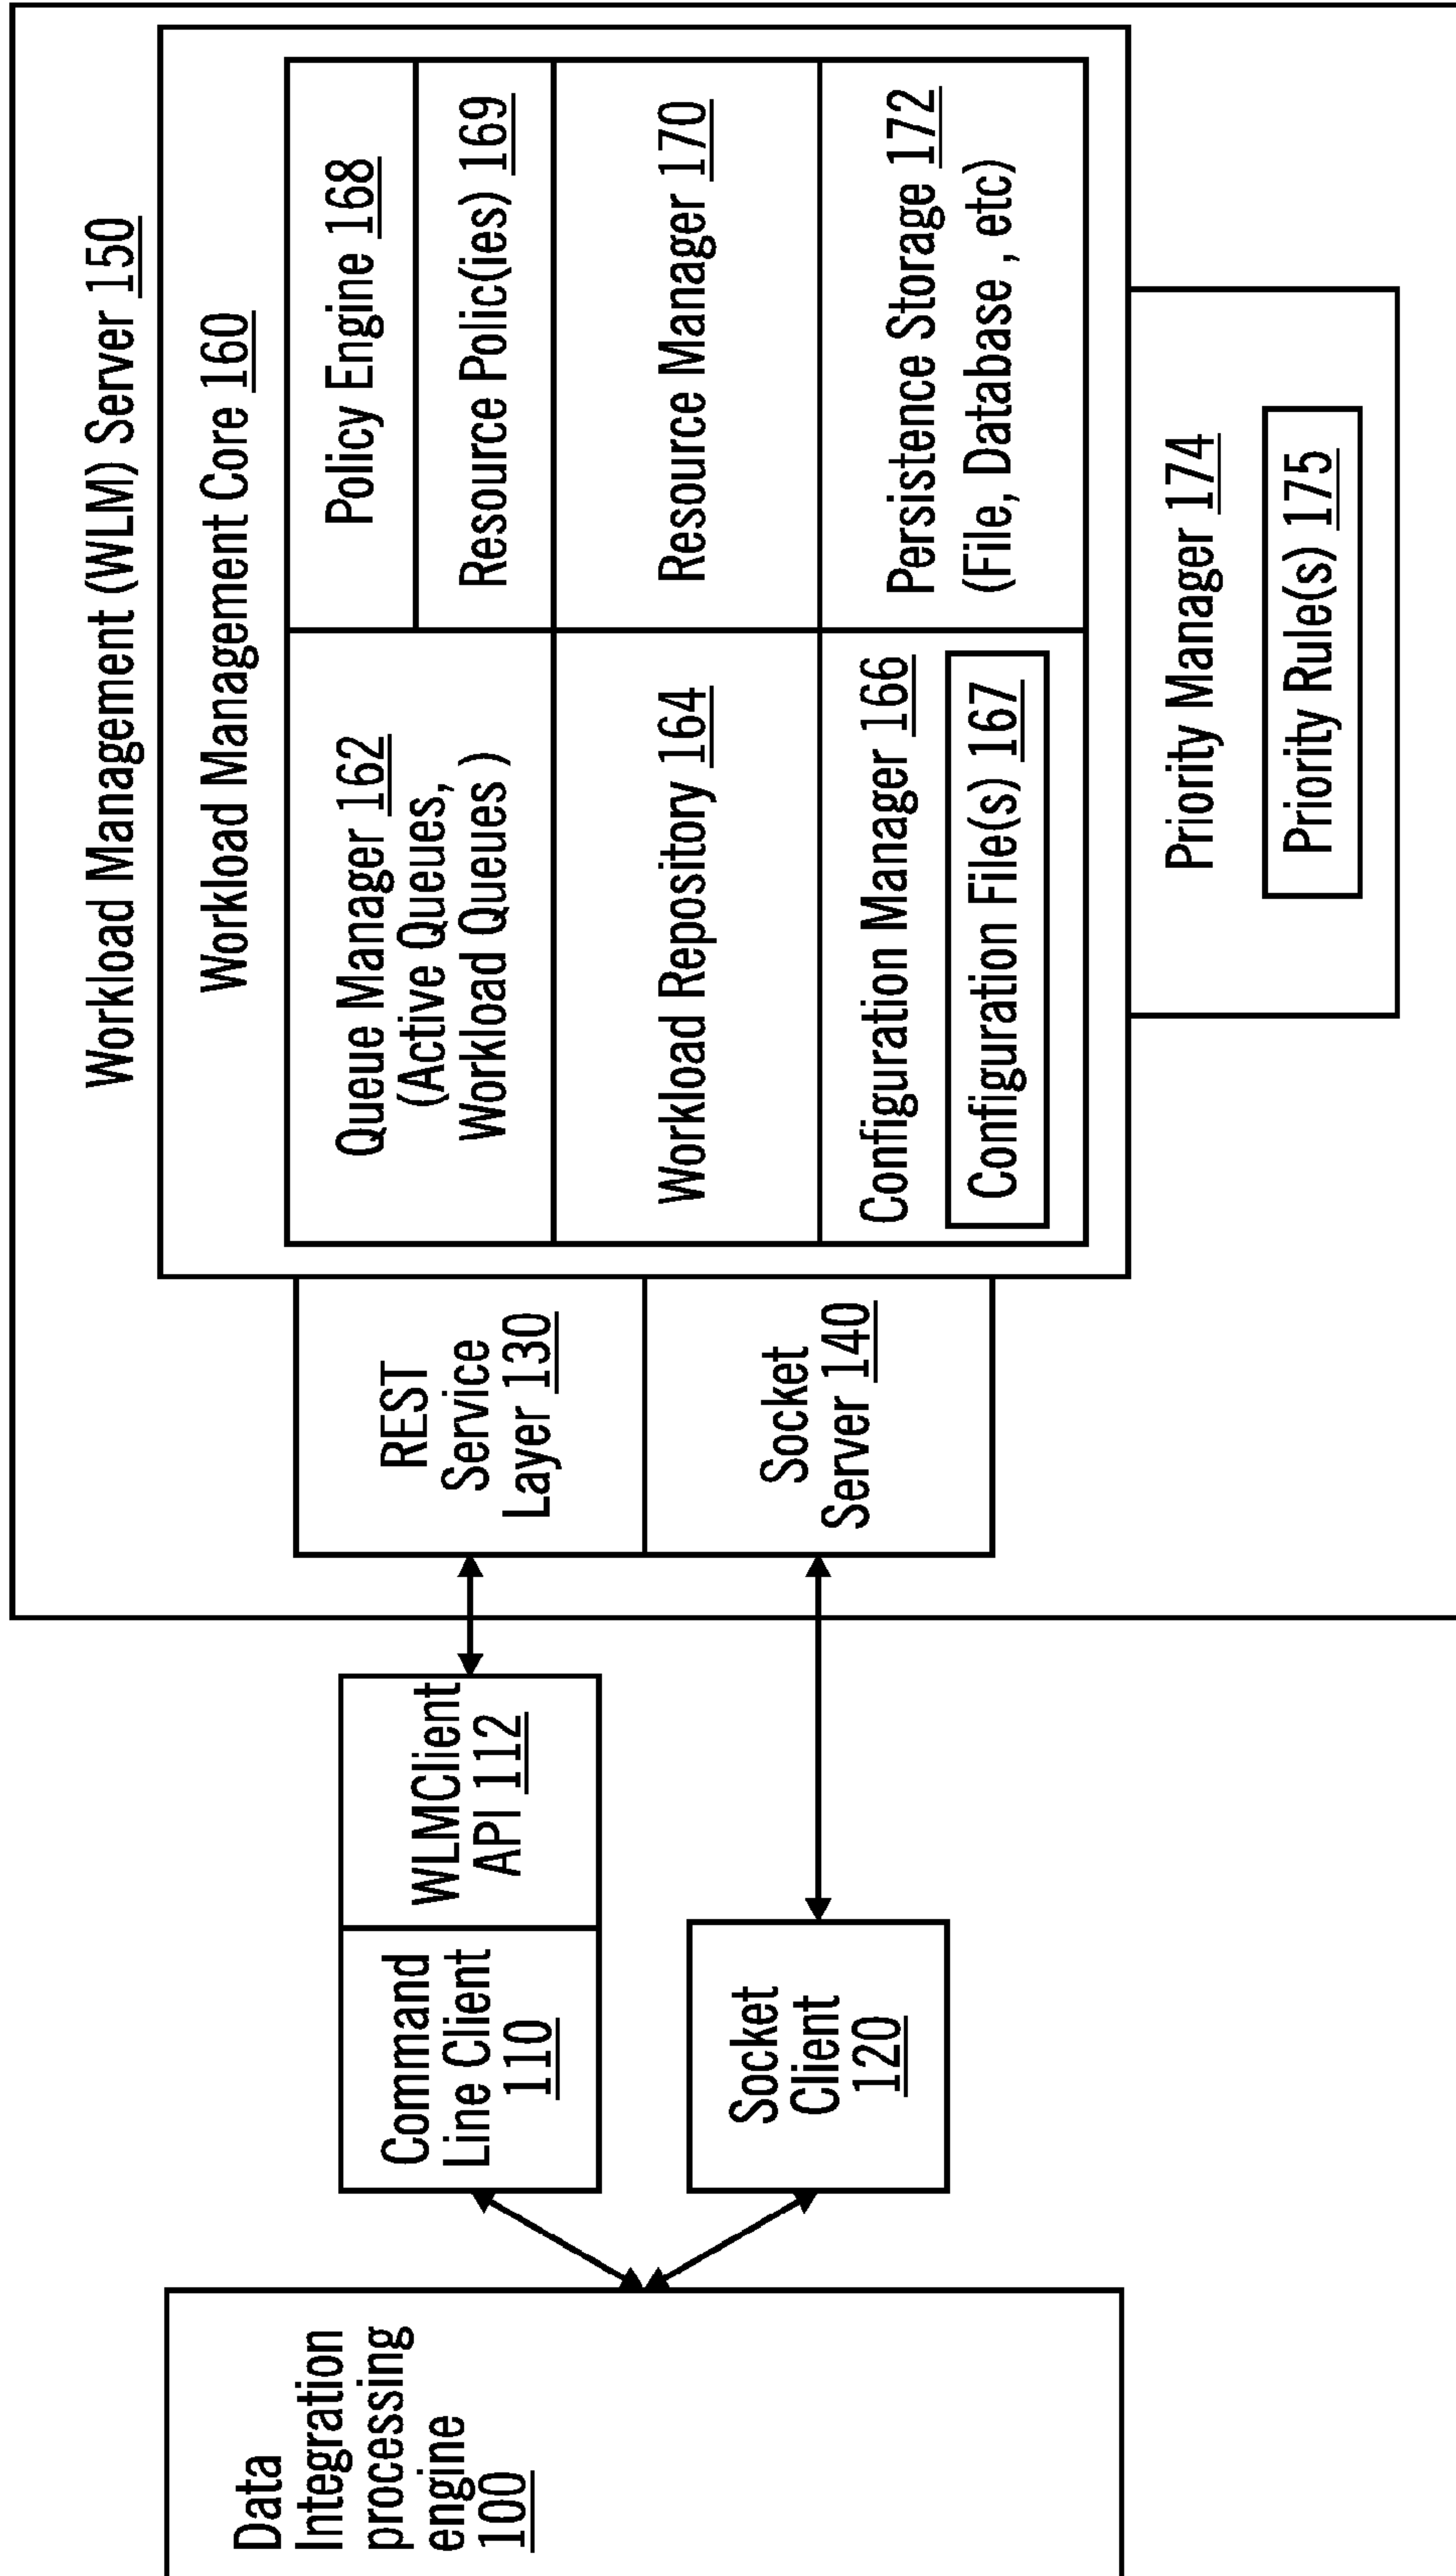 Workload Management (WLM) Server 150
Workload Management Core 160
Queue Manager 162
(Active Queues,
Workload Queues )
Policy Engine 168
Resource Polic(ies) 169
Workload Repository 164
Resource Manager 170
Configuration Manager 166
Configuration File(s) 167
Persistence Storage 172
(File, Database , etc)
Priority Manager 174
Priority Rule(s) 175
REST
Service
Layer 130
Socket
Server 140
Command
Line Client
110
WLMClient
API 112
Socket
Client
120
Data
Integration
processing
engine
100